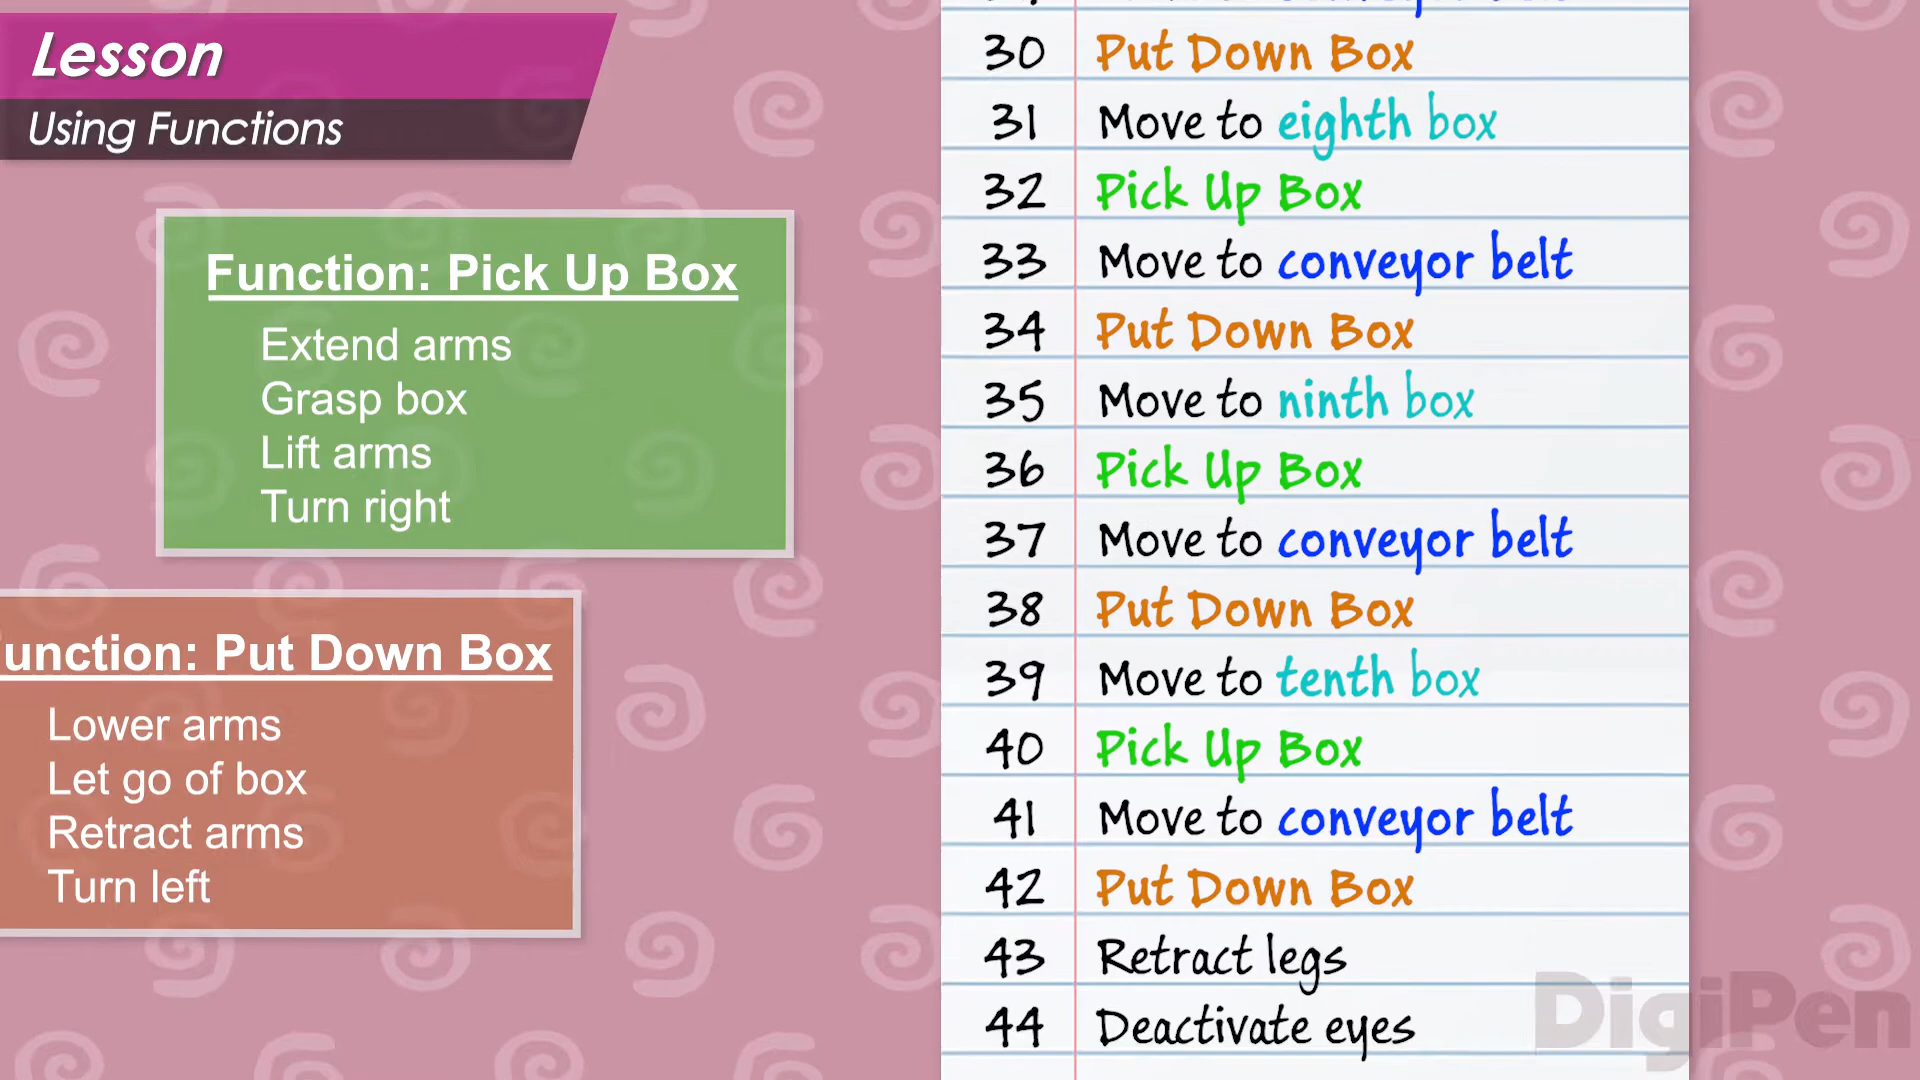 Lesson
Using Functions
Function: Pick Up Box
Extend arms
Grasp box
Lift arms
Turn right
unction: Put Down Box
Lower arms
Let go of box
Retract arms
Turn left
conveyor belt
30 Put Down Box
31 Move to eighth box
32 Pick Up Box
33 Move to conveyor belt
34 Put Down Box
35 Move to ninth box
36 Pick Up Box
37 Move to conveyor belt
38 Put Down Box
39 Move to tenth box
40 Pick Up Box
41 Move to conveyor belt
42 Put Down Box
43 Retract legs
44 Deactivate eyes
DigiPen